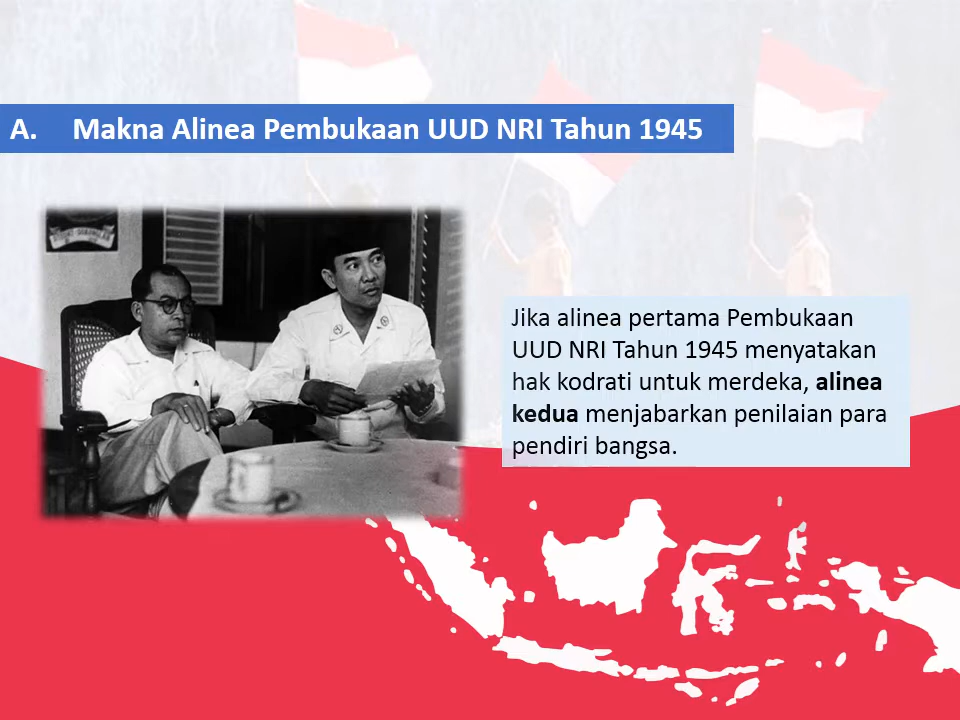 A. Makna Alinea Pembukaan UUD NRI Tahun 1945
Jika alinea pertama Pembukaan
UUD NRI Tahun 1945 menyatakan
hak kodrati untuk merdeka, alinea
kedua menjabarkan penilaian para
pendiri bangsa.